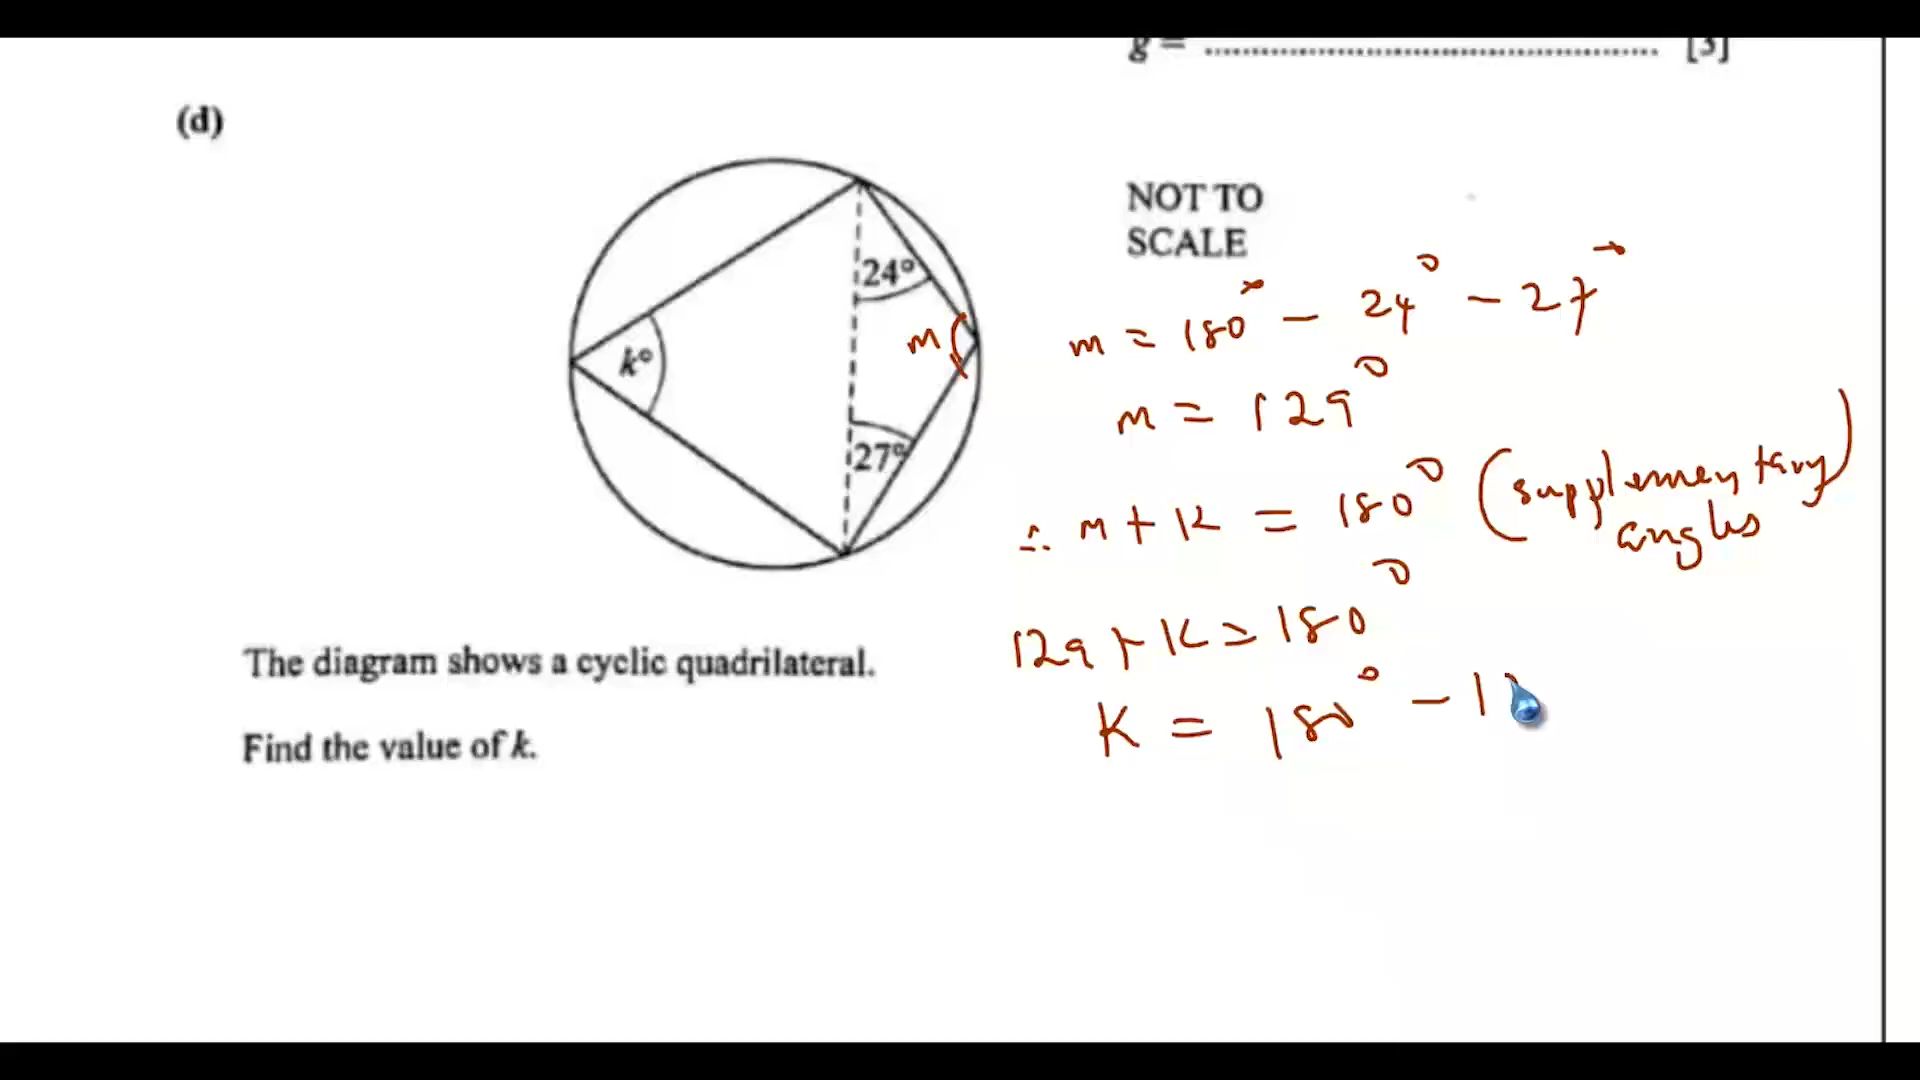 g = ........................................ [3]
(d)
NOT TO
SCALE
24°
m
k°
27°
m = 180° - 24° - 27°
m = 129°
∴ m + K = 180° (supplementary
angles)
129 + K = 180°
K = 180° - 1
The diagram shows a cyclic quadrilateral.
Find the value of k.